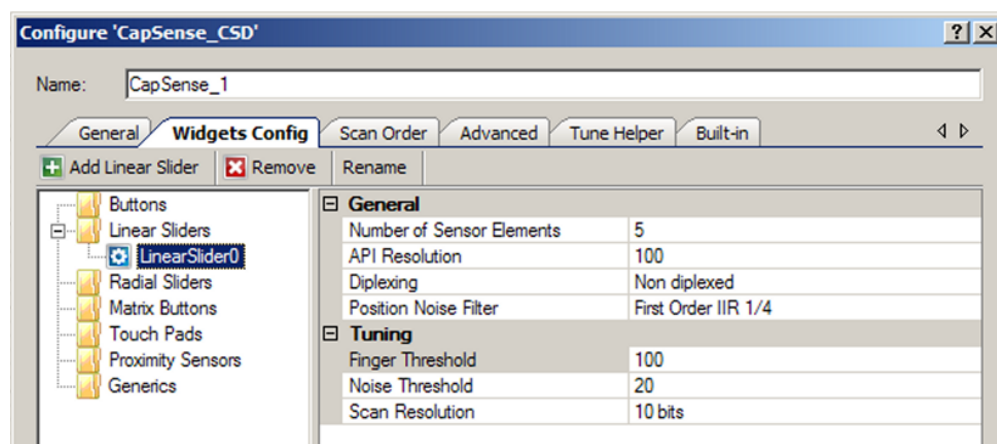 Configure 'CapSense_CSD'
Name: CapSense_1
General Widgets Config Scan Order Advanced Tune Helper Built-in
Add Linear Slider Remove Rename
Buttons
Linear Sliders
LinearSlider0
Radial Sliders
Matrix Buttons
Touch Pads
Proximity Sensors
Generics
General
Number of Sensor Elements 5
API Resolution 100
Diplexing Non diplexed
Position Noise Filter First Order IIR 1/4
Tuning
Finger Threshold 100
Noise Threshold 20
Scan Resolution 10 bits